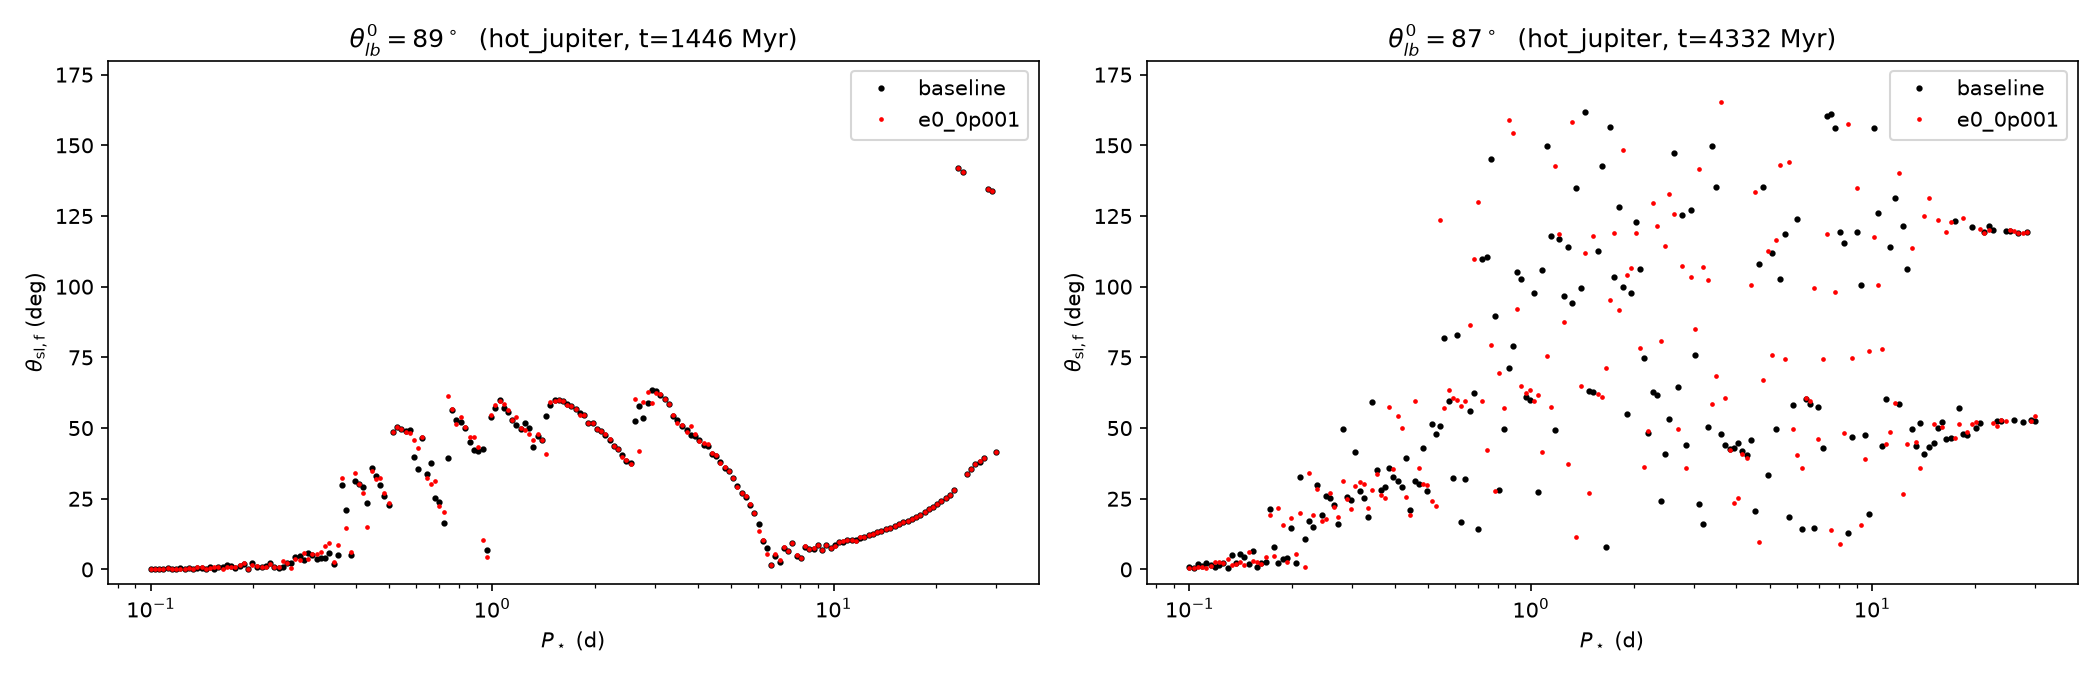 θ⁰_lb = 89° (hot_jupiter, t=1446 Myr)
175
150
125
100
75
50
25
0
θ_sl,f (deg)
10⁻¹
10⁰
10¹
P⋆ (d)
baseline
e0_0p001
θ⁰_lb = 87° (hot_jupiter, t=4332 Myr)
175
150
125
100
75
50
25
0
θ_sl,f (deg)
10⁻¹
10⁰
10¹
P⋆ (d)
baseline
e0_0p001